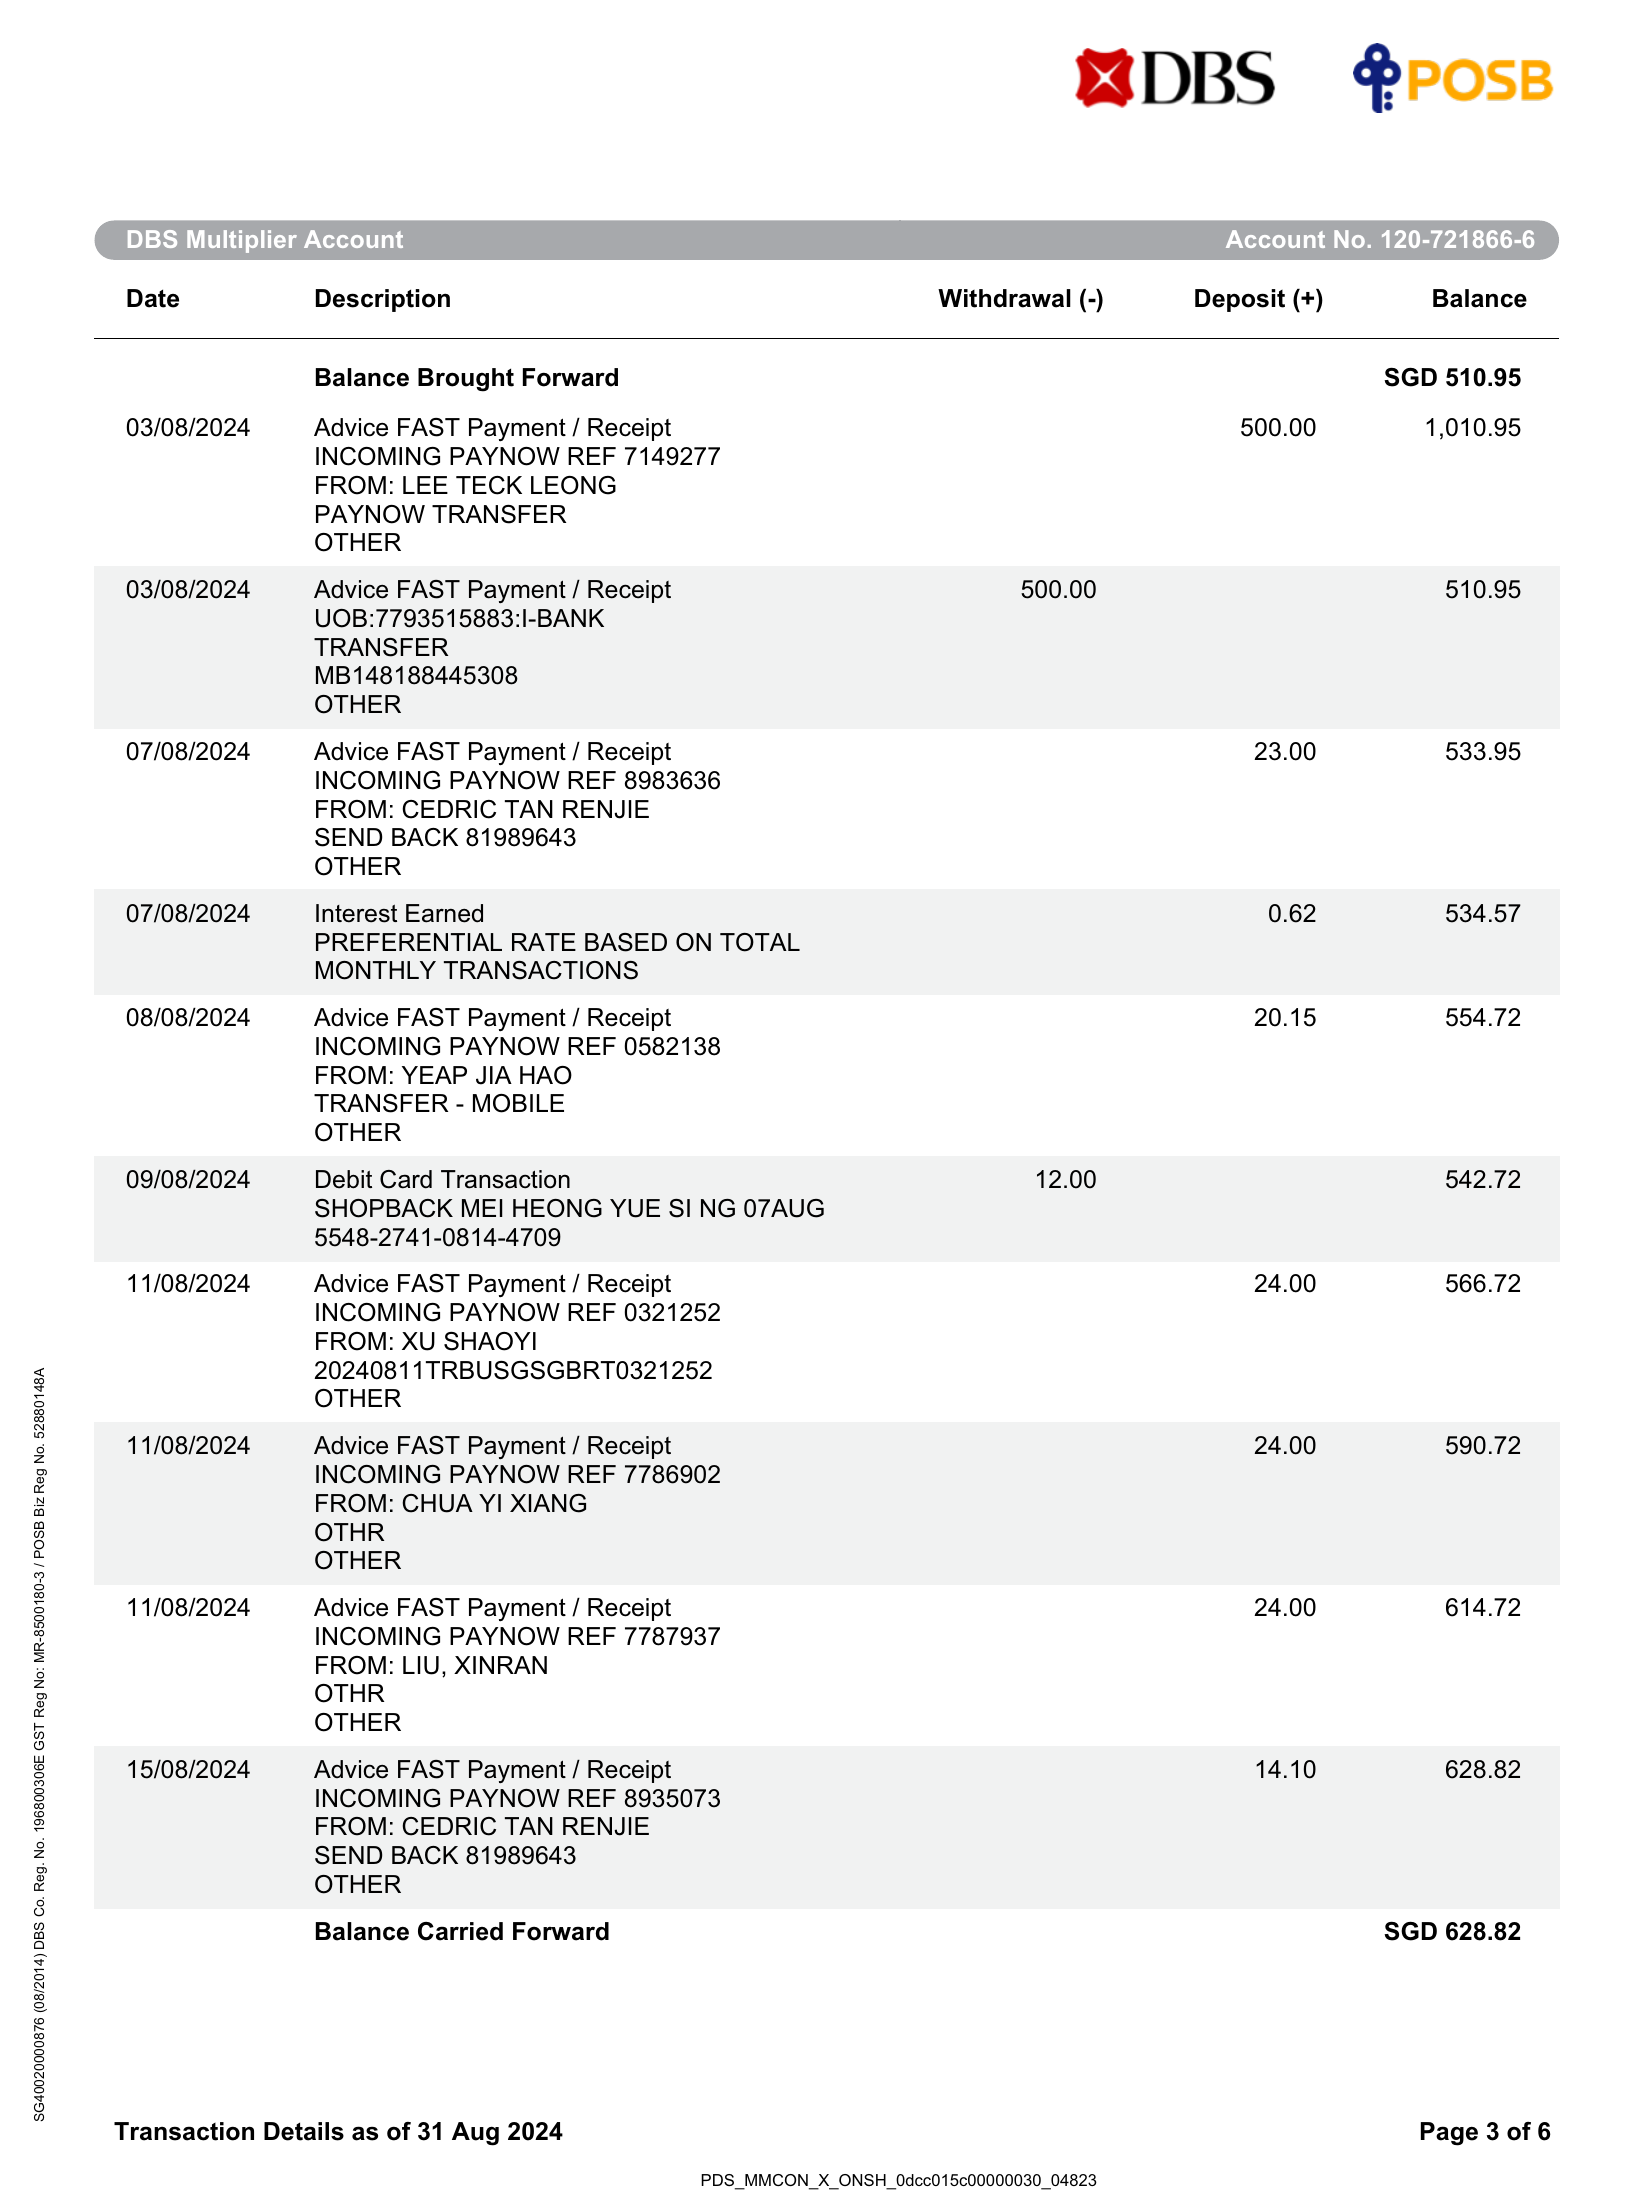 DBS POSB
DBS Multiplier Account Account No. 120-721866-6
Date Description Withdrawal (-) Deposit (+) Balance
Balance Brought Forward SGD 510.95
03/08/2024 Advice FAST Payment / Receipt 500.00 1,010.95
INCOMING PAYNOW REF 7149277
FROM: LEE TECK LEONG
PAYNOW TRANSFER
OTHER
03/08/2024 Advice FAST Payment / Receipt 500.00 510.95
UOB:7793515883:I-BANK
TRANSFER
MB148188445308
OTHER
07/08/2024 Advice FAST Payment / Receipt 23.00 533.95
INCOMING PAYNOW REF 8983636
FROM: CEDRIC TAN RENJIE
SEND BACK 81989643
OTHER
07/08/2024 Interest Earned 0.62 534.57
PREFERENTIAL RATE BASED ON TOTAL
MONTHLY TRANSACTIONS
08/08/2024 Advice FAST Payment / Receipt 20.15 554.72
INCOMING PAYNOW REF 0582138
FROM: YEAP JIA HAO
TRANSFER - MOBILE
OTHER
09/08/2024 Debit Card Transaction 12.00 542.72
SHOPBACK MEI HEONG YUE SI NG 07AUG
5548-2741-0814-4709
11/08/2024 Advice FAST Payment / Receipt 24.00 566.72
INCOMING PAYNOW REF 0321252
FROM: XU SHAOYI
20240811TRBUSGSGBRT0321252
OTHER
11/08/2024 Advice FAST Payment / Receipt 24.00 590.72
INCOMING PAYNOW REF 7786902
FROM: CHUA YI XIANG
OTHR
OTHER
11/08/2024 Advice FAST Payment / Receipt 24.00 614.72
INCOMING PAYNOW REF 7787937
FROM: LIU, XINRAN
OTHR
OTHER
15/08/2024 Advice FAST Payment / Receipt 14.10 628.82
INCOMING PAYNOW REF 8935073
FROM: CEDRIC TAN RENJIE
SEND BACK 81989643
OTHER
Balance Carried Forward SGD 628.82
SG40020000876 (08/2014) DBS Co. Reg. No. 196800306E GST Reg No: MR-8500180-3 / POSB Biz Reg No. 52880148A
Transaction Details as of 31 Aug 2024 Page 3 of 6
PDS_MMCON_X_ONSH_0dcc015c00000030_04823